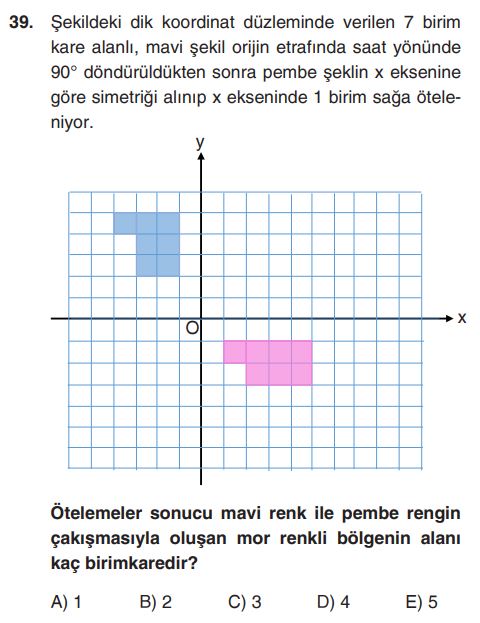 39. Şekildeki dik koordinat düzleminde verilen 7 birim
kare alanlı, mavi şekil orijin etrafında saat yönünde
90° döndürüldükten sonra pembe şeklin x eksenine
göre simetriği alınıp x ekseninde 1 birim sağa ötele-
niyor.
y
x
O
Ötelemeler sonucu mavi renk ile pembe rengin
çakışmasıyla oluşan mor renkli bölgenin alanı
kaç birimkaredir?
A) 1 B) 2 C) 3 D) 4 E) 5